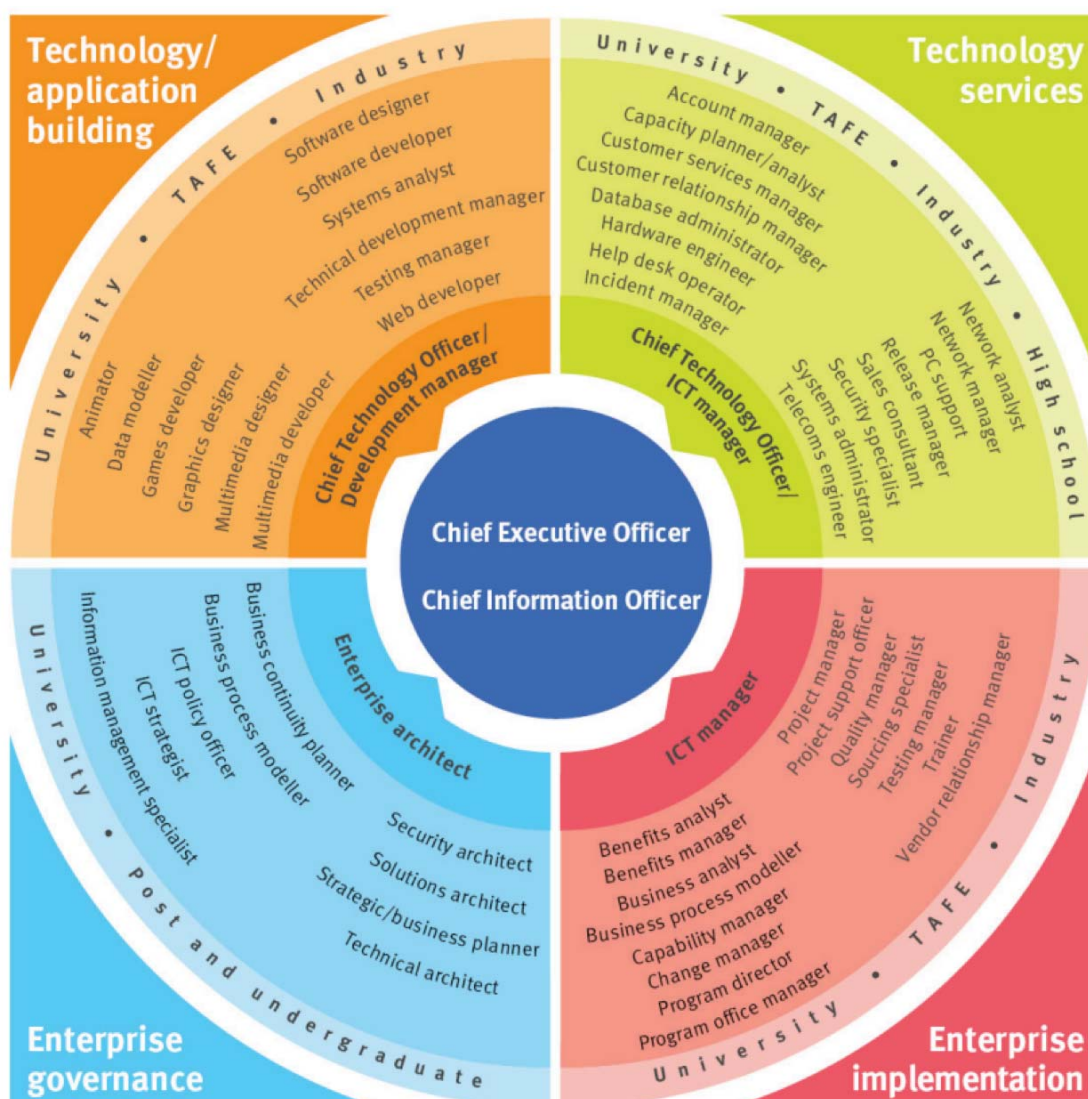 Technology/
application
building
University • TAFE • Industry
Software designer
Software developer
Systems analyst
Technical development manager
Testing manager
Web developer
Animator
Data modeller
Games developer
Graphics designer
Multimedia designer
Multimedia developer
Chief Technology Officer/
Development manager
Technology
services
University • TAFE • Industry • High school
Account manager
Capacity planner/analyst
Customer services manager
Customer relationship manager
Database administrator
Hardware engineer
Help desk operator
Incident manager
Network analyst
Network manager
PC support
Release manager
Sales consultant
Security specialist
Systems administrator
Telecoms engineer
Chief Technology Officer/
ICT manager
Chief Executive Officer
Chief Information Officer
Enterprise architect
Business continuity planner
Business process modeller
ICT policy officer
ICT strategist
Information management specialist
Security architect
Solutions architect
Strategic/business planner
Technical architect
University • Post and undergraduate
Enterprise
governance
ICT manager
Project manager
Project support officer
Quality manager
Sourcing specialist
Testing manager
Trainer
Vendor relationship manager
Benefits analyst
Benefits manager
Business analyst
Business process modeller
Capability manager
Change manager
Program director
Program office manager
University • TAFE • Industry
Enterprise
implementation